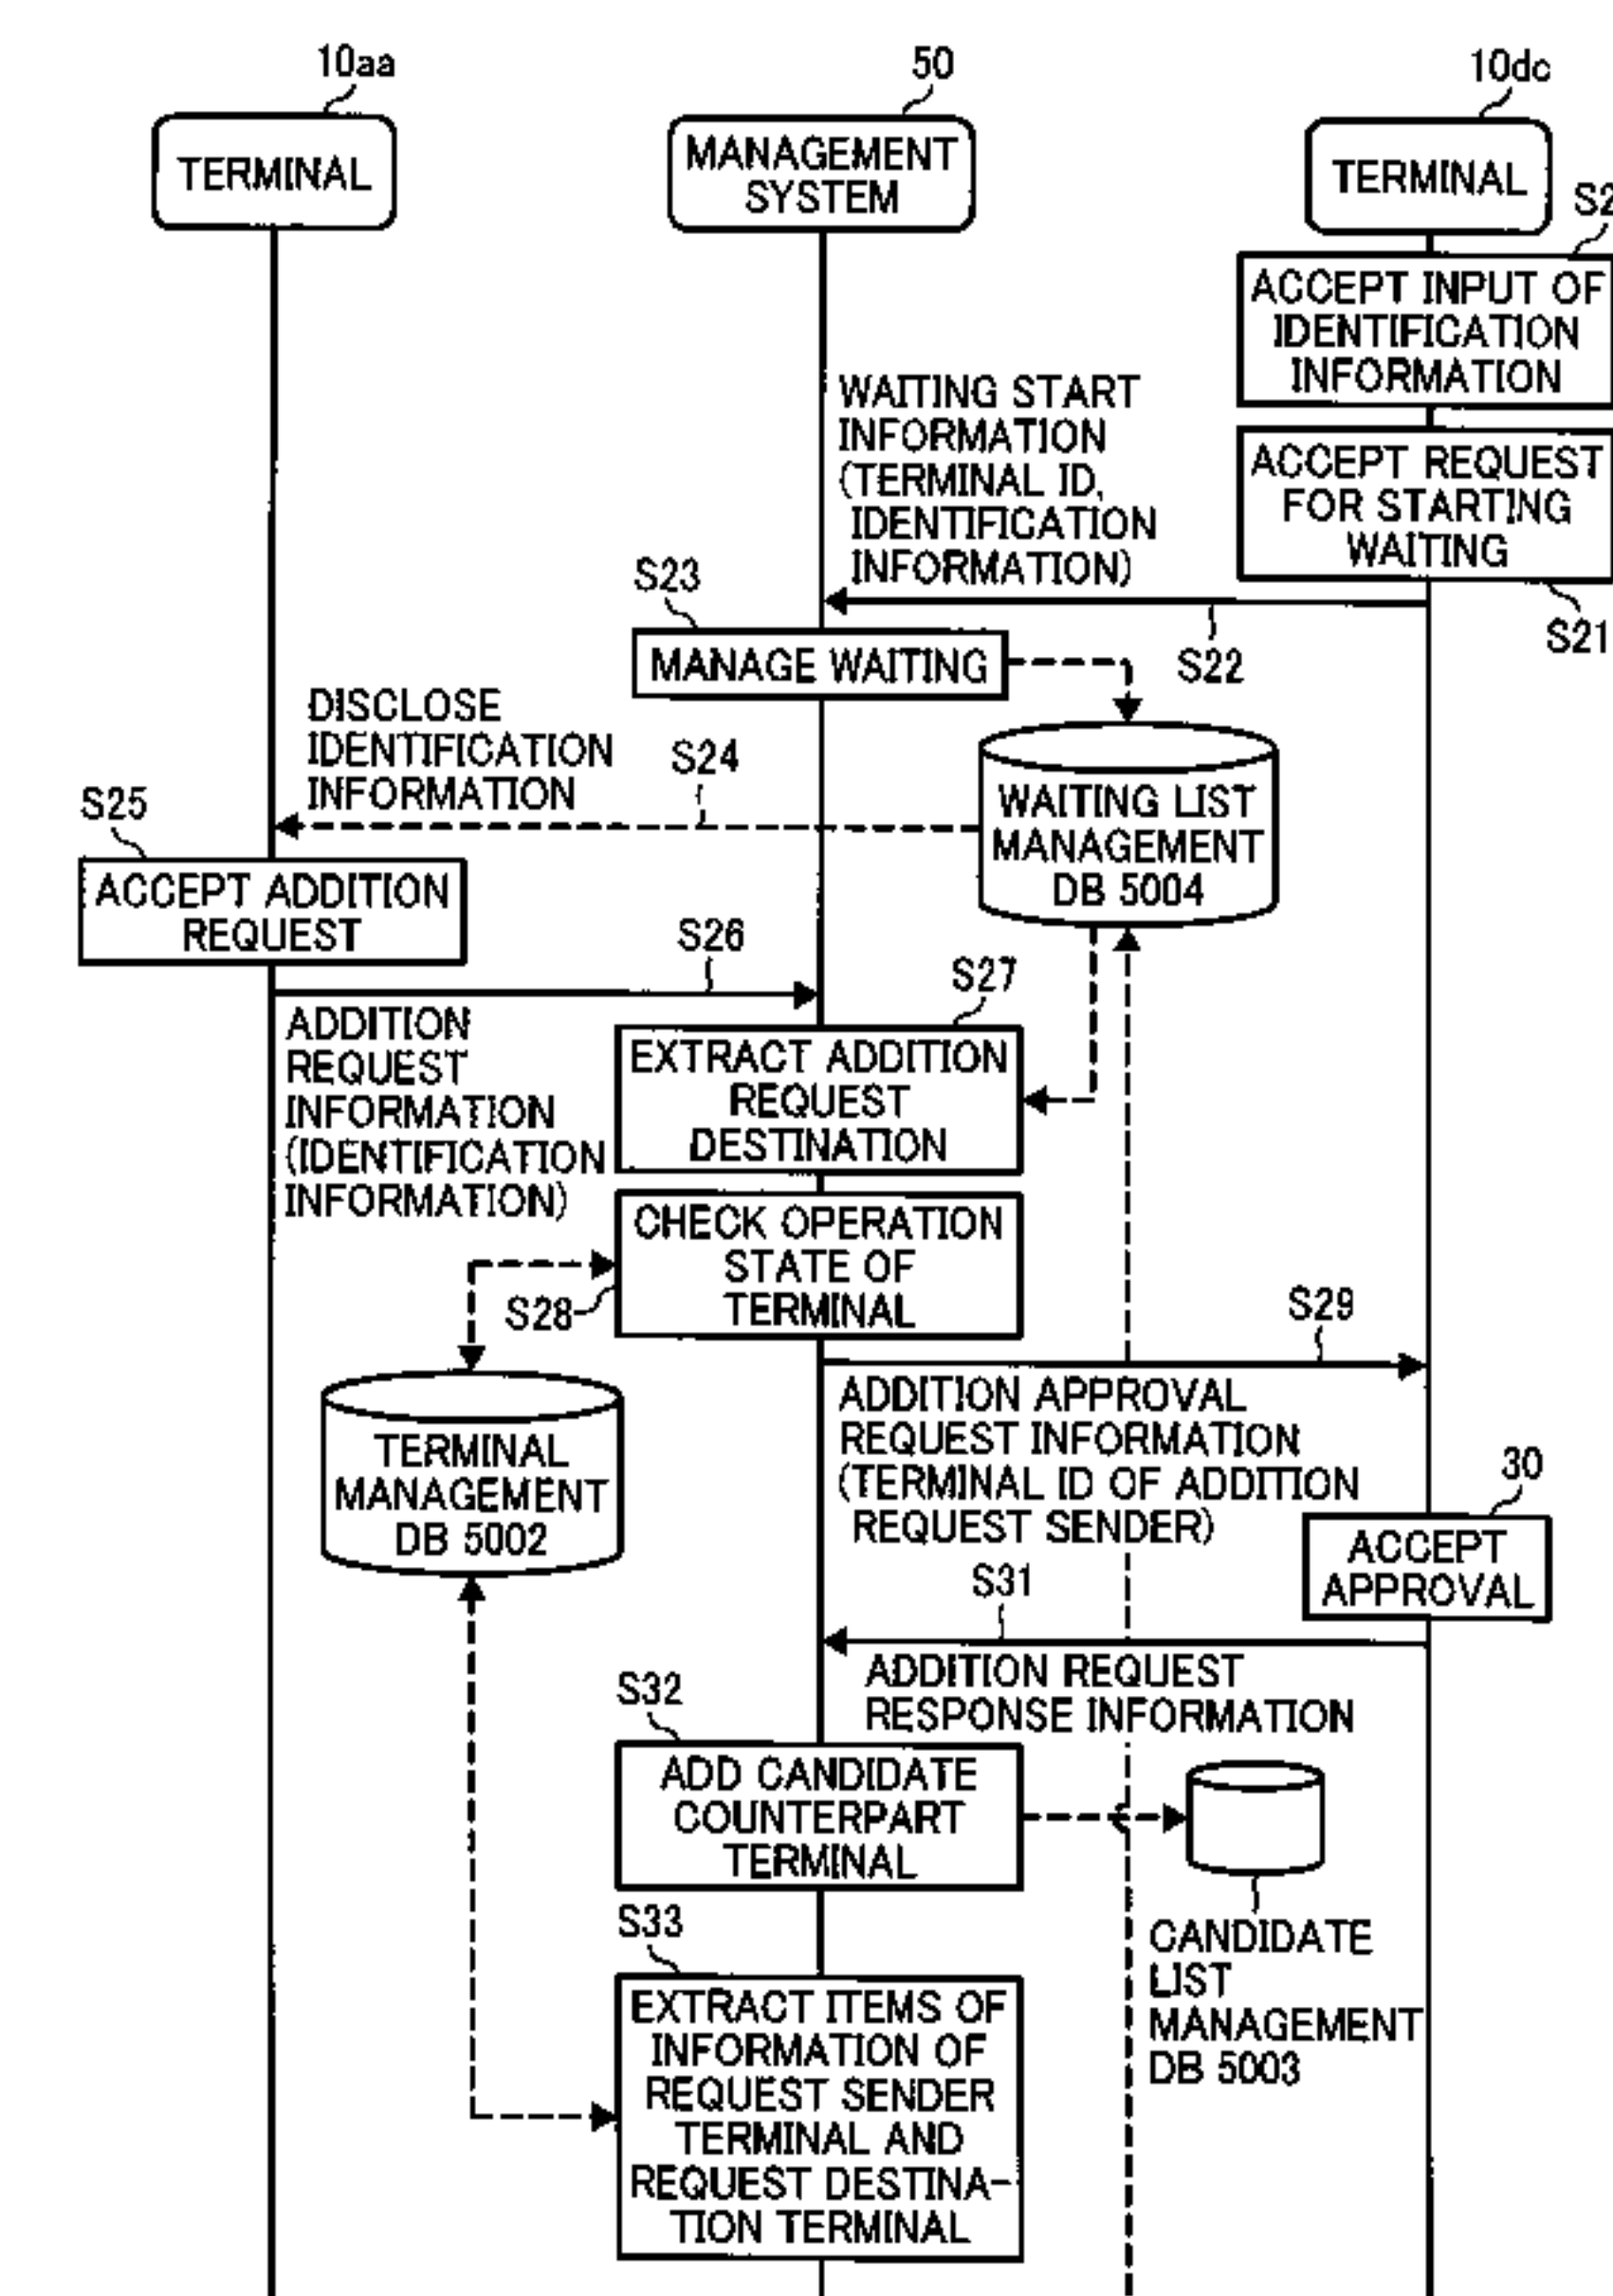 10aa
50
10dc
TERMINAL
MANAGEMENT
SYSTEM
TERMINAL
ACCEPT INPUT OF
IDENTIFICATION
INFORMATION
WAITING START
INFORMATION
(TERMINAL ID,
IDENTIFICATION
INFORMATION)
ACCEPT REQUEST
FOR STARTING
WAITING
S21
S22
S23
MANAGE WAITING
DISCLOSE
IDENTIFICATION
INFORMATION
S24
WAITING LIST
MANAGEMENT
DB 5004
S25
ACCEPT ADDITION
REQUEST
S26
ADDITION
REQUEST
INFORMATION
(IDENTIFICATION
INFORMATION)
S27
EXTRACT ADDITION
REQUEST
DESTINATION
CHECK OPERATION
STATE OF
TERMINAL
S28
S29
TERMINAL
MANAGEMENT
DB 5002
ADDITION APPROVAL
REQUEST INFORMATION
(TERMINAL ID OF ADDITION
REQUEST SENDER)
30
ACCEPT
APPROVAL
S31
ADDITION REQUEST
RESPONSE INFORMATION
S32
ADD CANDIDATE
COUNTERPART
TERMINAL
CANDIDATE
LIST
MANAGEMENT
DB 5003
S33
EXTRACT ITEMS OF
INFORMATION OF
REQUEST SENDER
TERMINAL AND
REQUEST DESTINA-
TION TERMINAL